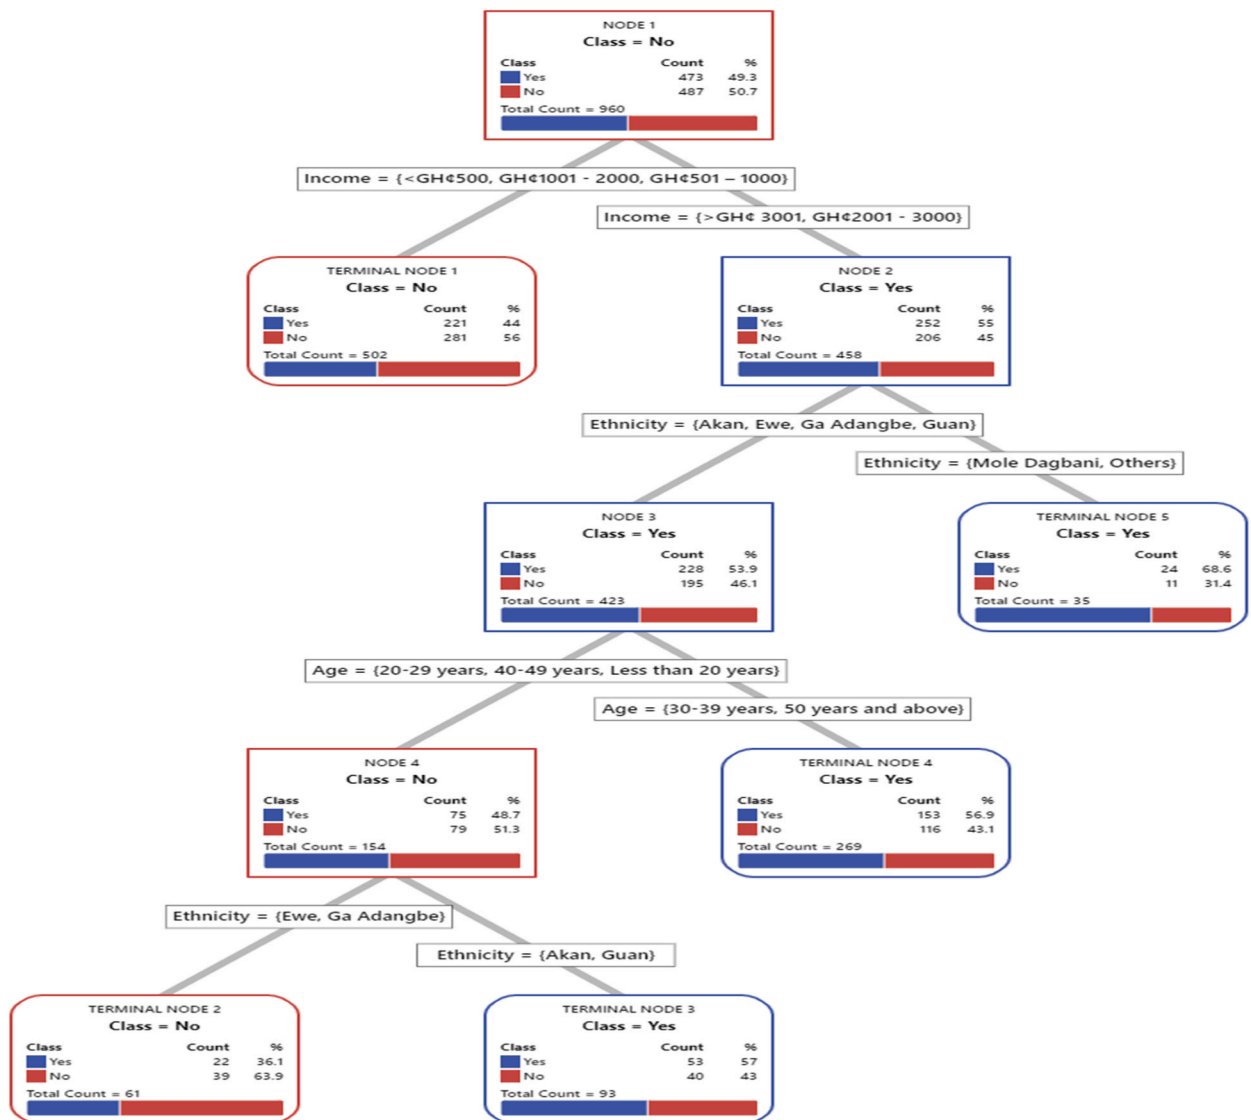 NODE 1
Class = No
Class Count %
Yes 473 49.3
No 487 50.7
Total Count = 960
Income = {<GH¢500, GH¢1001 - 2000, GH¢501 – 1000}
Income = {>GH¢ 3001, GH¢2001 - 3000}
TERMINAL NODE 1
Class = No
Class Count %
Yes 221 44
No 281 56
Total Count = 502
NODE 2
Class = Yes
Class Count %
Yes 252 55
No 206 45
Total Count = 458
Ethnicity = {Akan, Ewe, Ga Adangbe, Guan}
Ethnicity = {Mole Dagbani, Others}
NODE 3
Class = Yes
Class Count %
Yes 228 53.9
No 195 46.1
Total Count = 423
TERMINAL NODE 5
Class = Yes
Class Count %
Yes 24 68.6
No 11 31.4
Total Count = 35
Age = {20-29 years, 40-49 years, Less than 20 years}
Age = {30-39 years, 50 years and above}
NODE 4
Class = No
Class Count %
Yes 75 48.7
No 79 51.3
Total Count = 154
TERMINAL NODE 4
Class = Yes
Class Count %
Yes 153 56.9
No 116 43.1
Total Count = 269
Ethnicity = {Ewe, Ga Adangbe}
Ethnicity = {Akan, Guan}
TERMINAL NODE 2
Class = No
Class Count %
Yes 22 36.1
No 39 63.9
Total Count = 61
TERMINAL NODE 3
Class = Yes
Class Count %
Yes 53 57
No 40 43
Total Count = 93